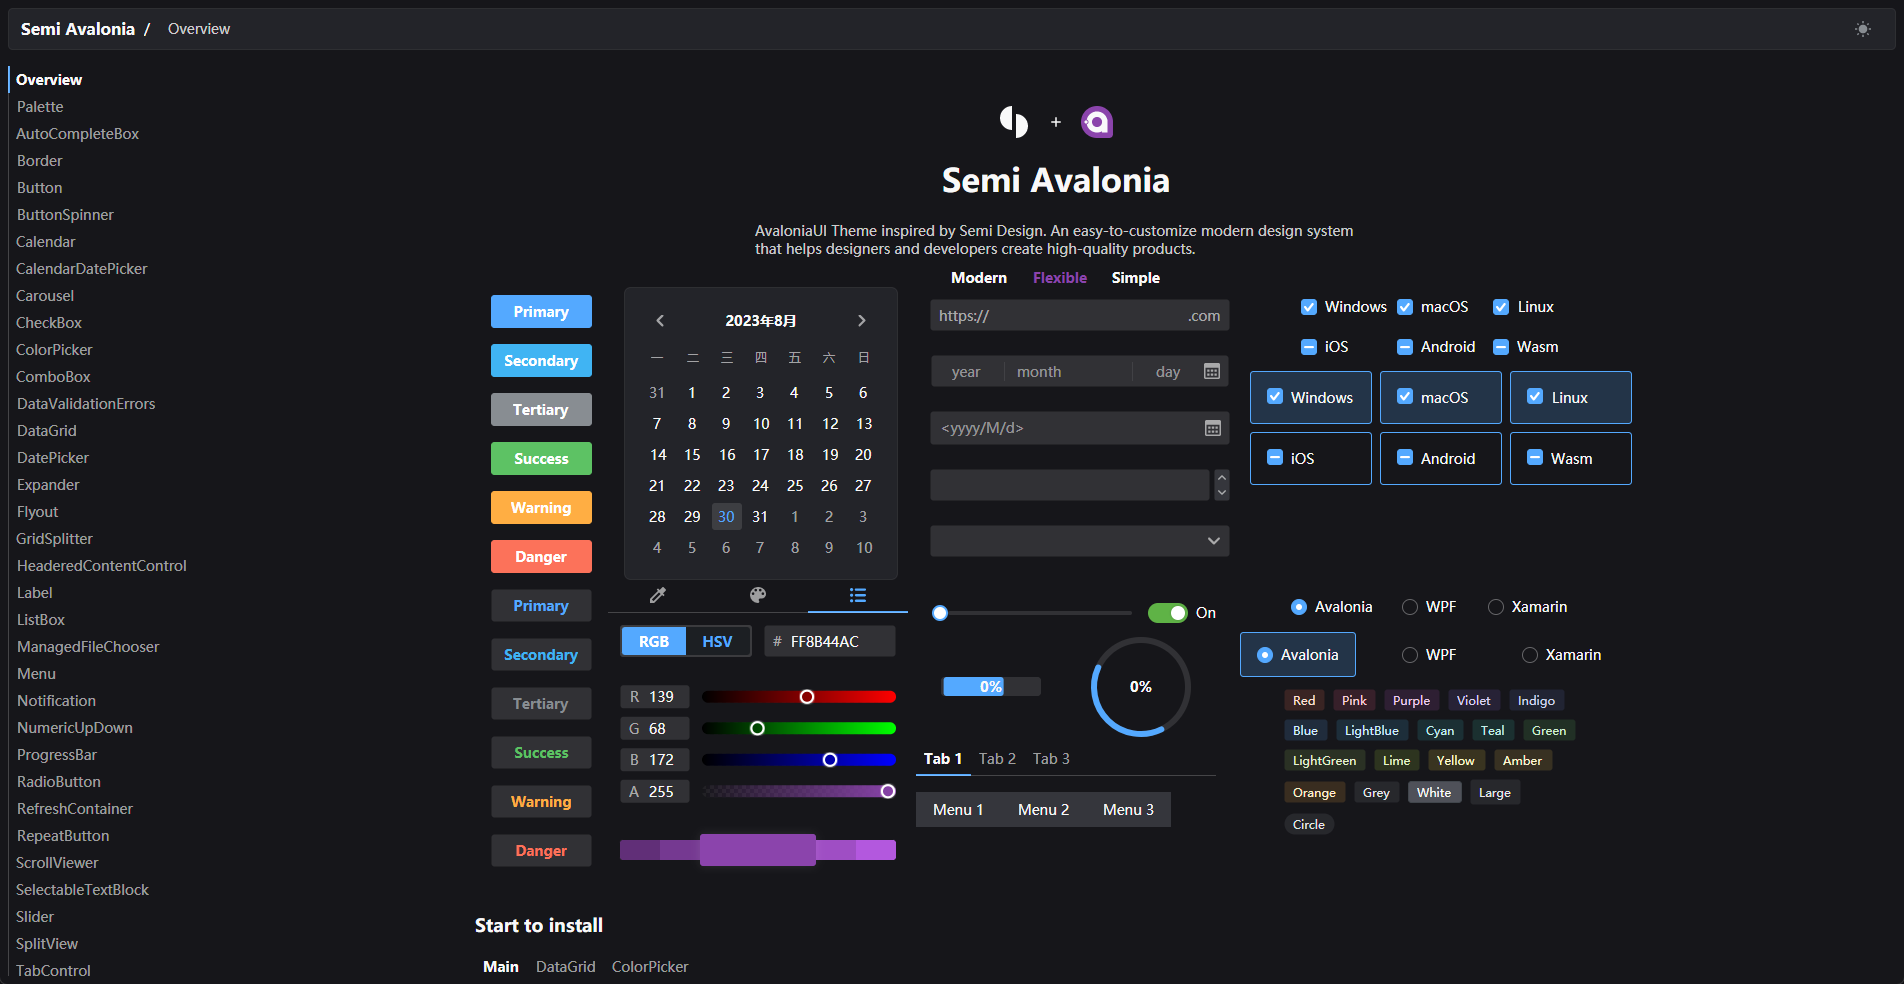 Semi Avalonia / Overview
Overview
Palette
AutoCompleteBox
Border
Button
ButtonSpinner
Calendar
CalendarDatePicker
Carousel
CheckBox
ColorPicker
ComboBox
DataValidationErrors
DataGrid
DatePicker
Expander
Flyout
GridSplitter
HeaderedContentControl
Label
ListBox
ManagedFileChooser
Menu
Notification
NumericUpDown
ProgressBar
RadioButton
RefreshContainer
RepeatButton
ScrollViewer
SelectableTextBlock
Slider
SplitView
TabControl
+
Semi Avalonia
AvaloniaUI Theme inspired by Semi Design. An easy-to-customize modern design system
that helps designers and developers create high-quality products.
Modern Flexible Simple
Primary
Secondary
Tertiary
Success
Warning
Danger
Primary
Secondary
Tertiary
Success
Warning
Danger
2023年8月
一 二 三 四 五 六 日
31 1 2 3 4 5 6
7 8 9 10 11 12 13
14 15 16 17 18 19 20
21 22 23 24 25 26 27
28 29 30 31 1 2 3
4 5 6 7 8 9 10
RGB HSV # FF8B44AC
R 139
G 68
B 172
A 255
https:// .com
year month day
<yyyy/M/d>
On
0% 0%
Tab 1 Tab 2 Tab 3
Menu 1 Menu 2 Menu 3
Windows macOS Linux
iOS Android Wasm
Windows macOS Linux
iOS Android Wasm
Avalonia WPF Xamarin
Avalonia WPF Xamarin
Red Pink Purple Violet Indigo
Blue LightBlue Cyan Teal Green
LightGreen Lime Yellow Amber
Orange Grey White Large
Circle
Start to install
Main DataGrid ColorPicker